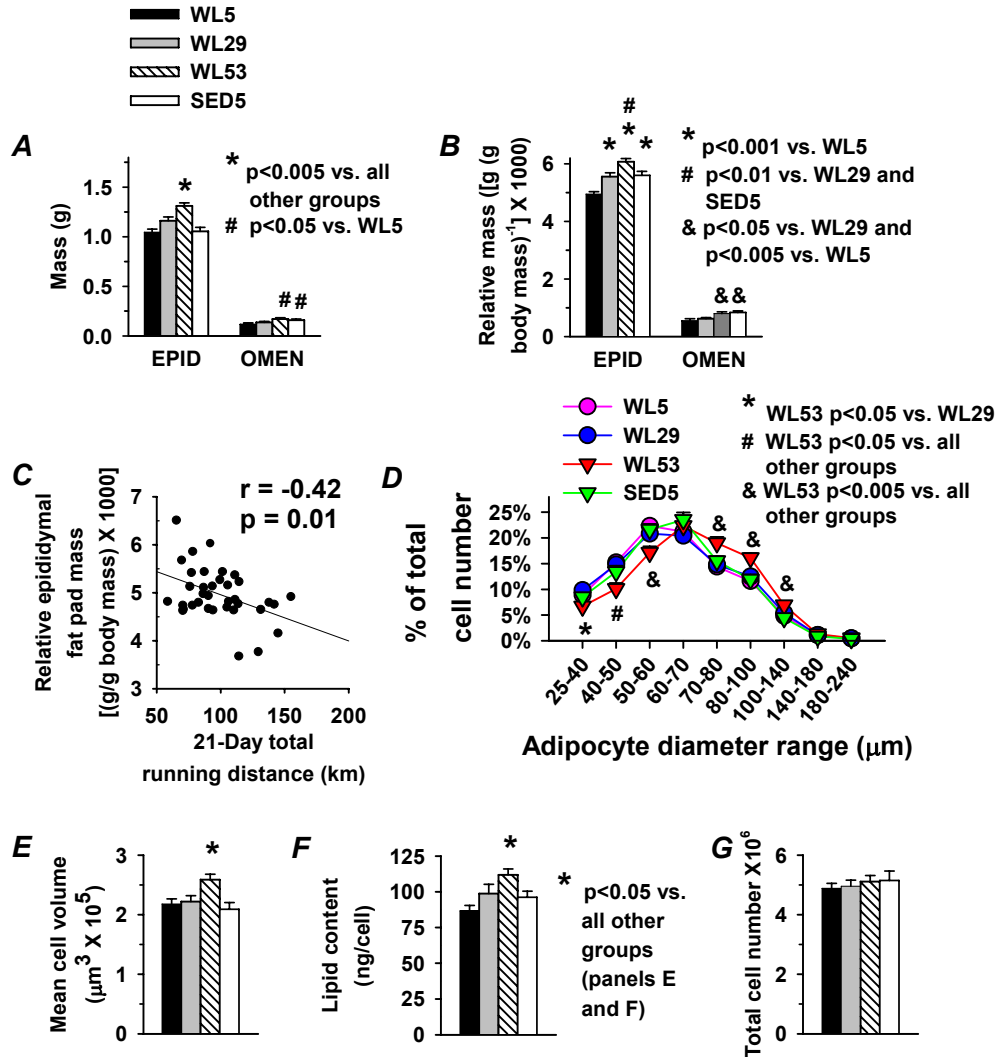 WL5
WL29
WL53
SED5
A
Mass (g)
1.5
1.0
0.5
0.0
*
# #
EPID OMEN
* p<0.005 vs. all
other groups
# p<0.05 vs. WL5
B
Relative mass ([g (g
body mass)-1] X 1000)
6
4
2
0
#
* * *
& &
EPID OMEN
* p<0.001 vs. WL5
# p<0.01 vs. WL29 and
SED5
& p<0.05 vs. WL29 and
p<0.005 vs. WL5
C
Relative epididymal
fat pad mass
[(g/g body mass) X 1000]
7
6
5
4
3
r = -0.42
p = 0.01
50 100 150 200
21-Day total
running distance (km)
WL5
WL29
WL53
SED5
* WL53 p<0.05 vs. WL29
# WL53 p<0.05 vs. all
other groups
& WL53 p<0.005 vs. all
other groups
D
% of total
cell number
25%
20%
15%
10%
5%
0%
* # & & & &
25-40 40-50 50-60 60-70 70-80 80-100 100-140 140-180 180-240
Adipocyte diameter range (μm)
E
Mean cell volume
(μm3 X 105)
3
2
1
0
*
F
Lipid content
(ng/cell)
125
100
75
50
25
0
*
* p<0.05 vs.
all other
groups
(panels E
and F)
G
Total cell number X106
6
4
2
0